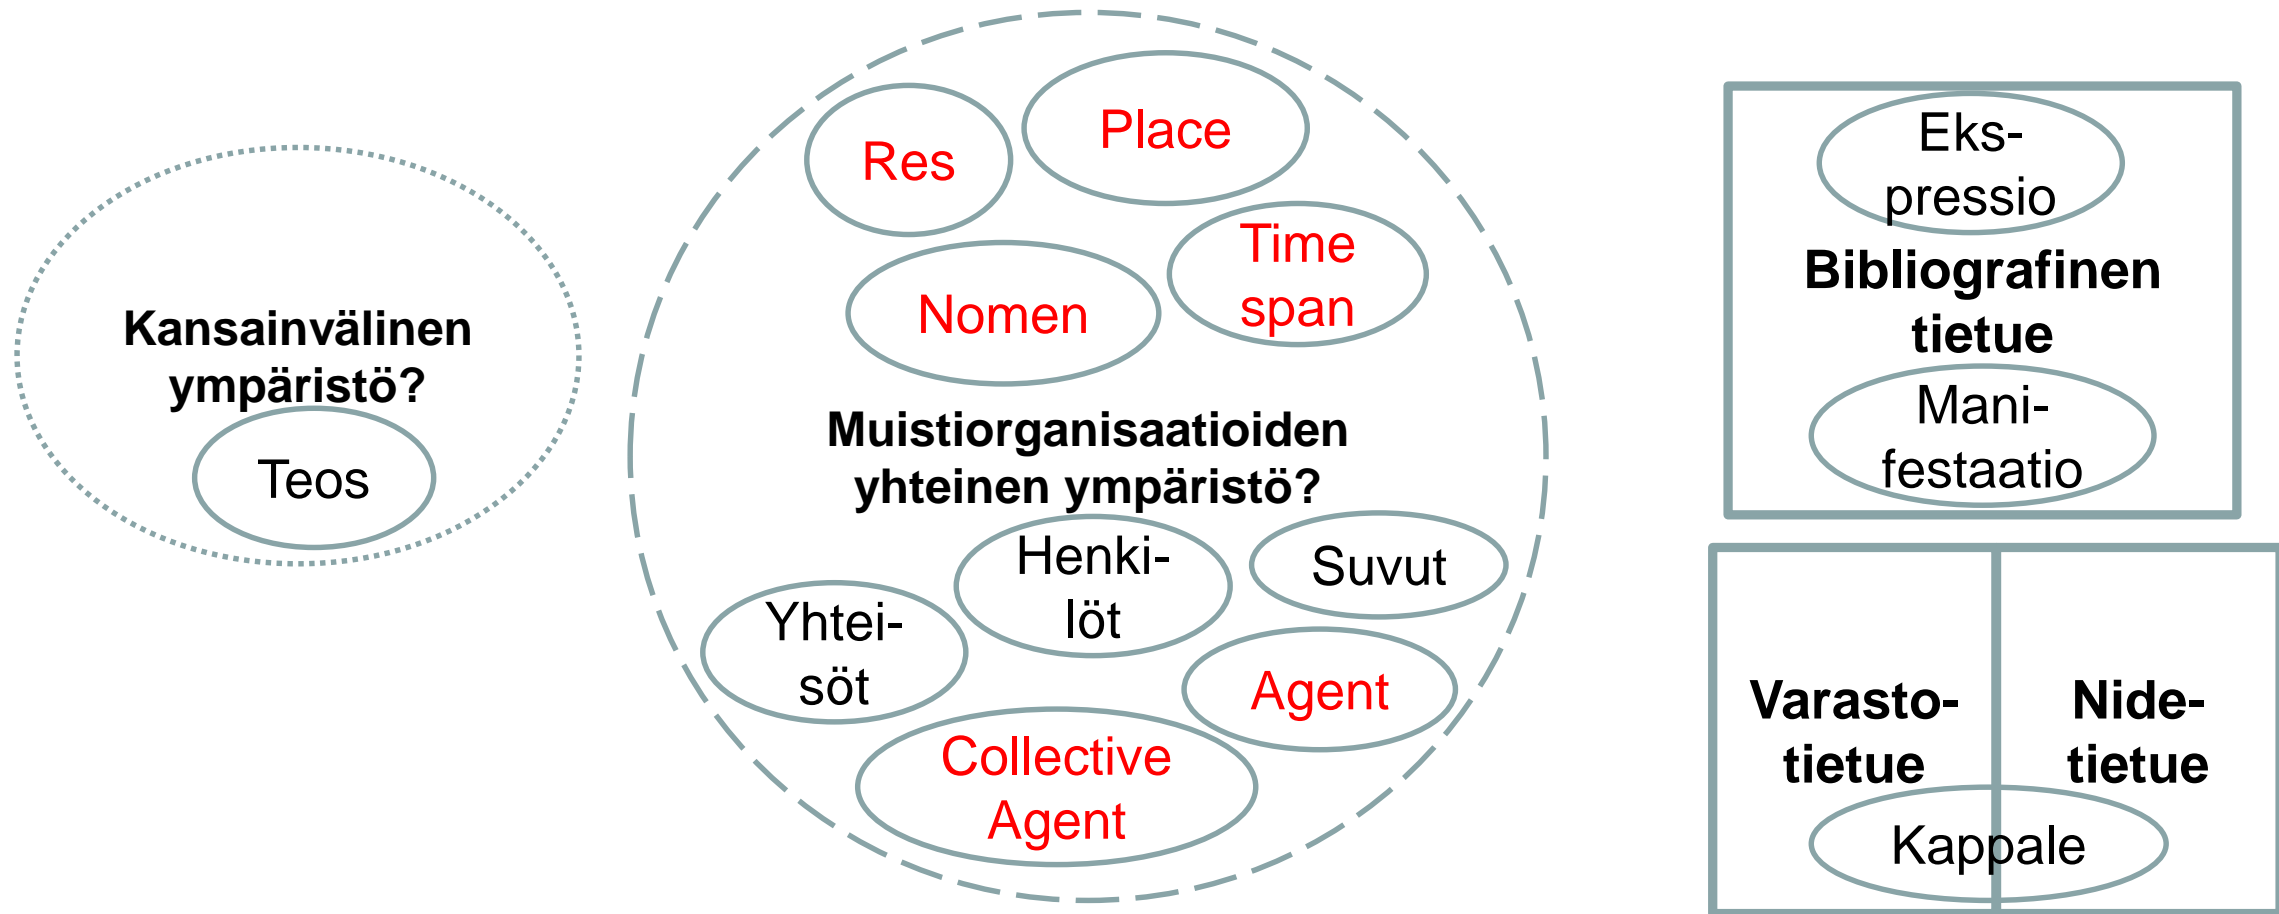 Kansainvälinen
ympäristö?
Teos
Res
Place
Time
span
Nomen
Muistiorganisaatioiden
yhteinen ympäristö?
Henki-
löt
Suvut
Yhtei-
söt
Agent
Collective
Agent
Eks-
pressio
Bibliografinen
tietue
Mani-
festaatio
Varasto-
tietue
Nide-
tietue
Kappale